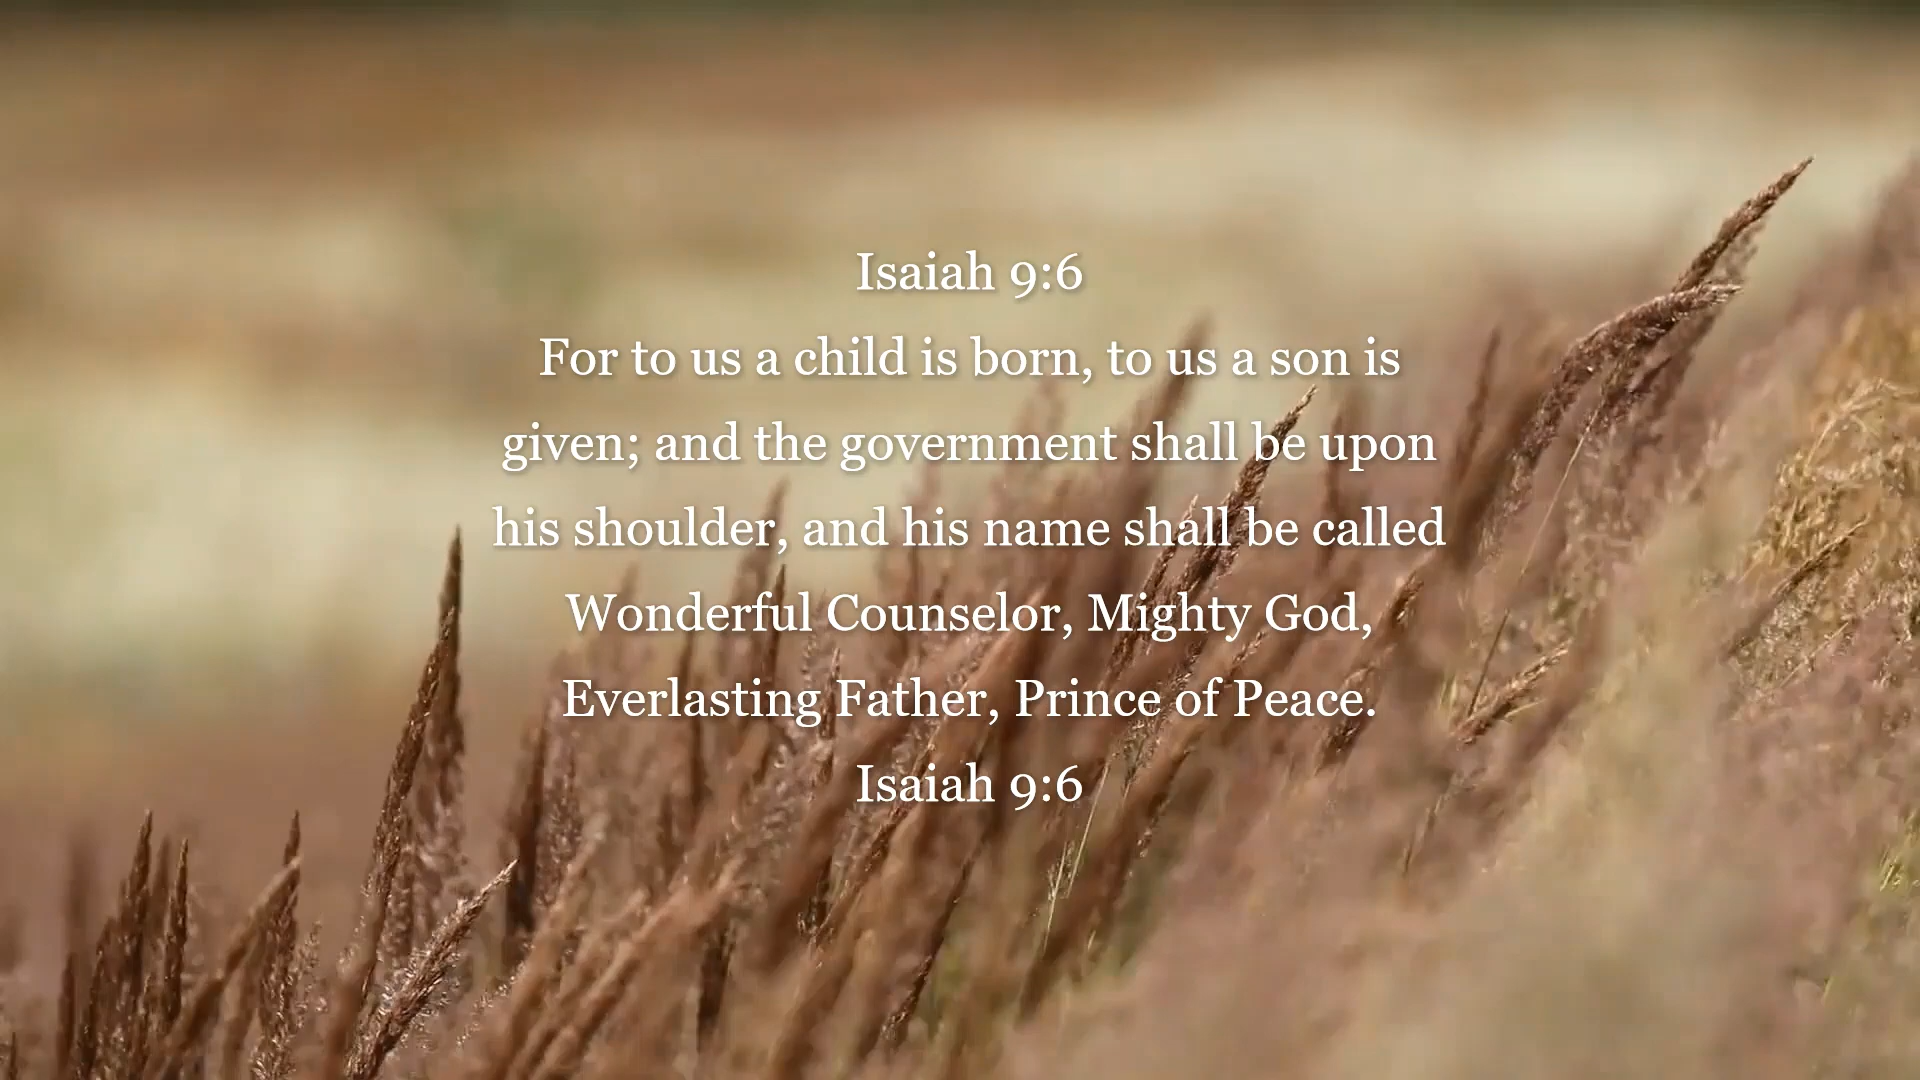 Isaiah 9:6
For to us a child is born, to us a son is
given; and the government shall be upon
his shoulder, and his name shall be called
Wonderful Counselor, Mighty God,
Everlasting Father, Prince of Peace.
Isaiah 9:6